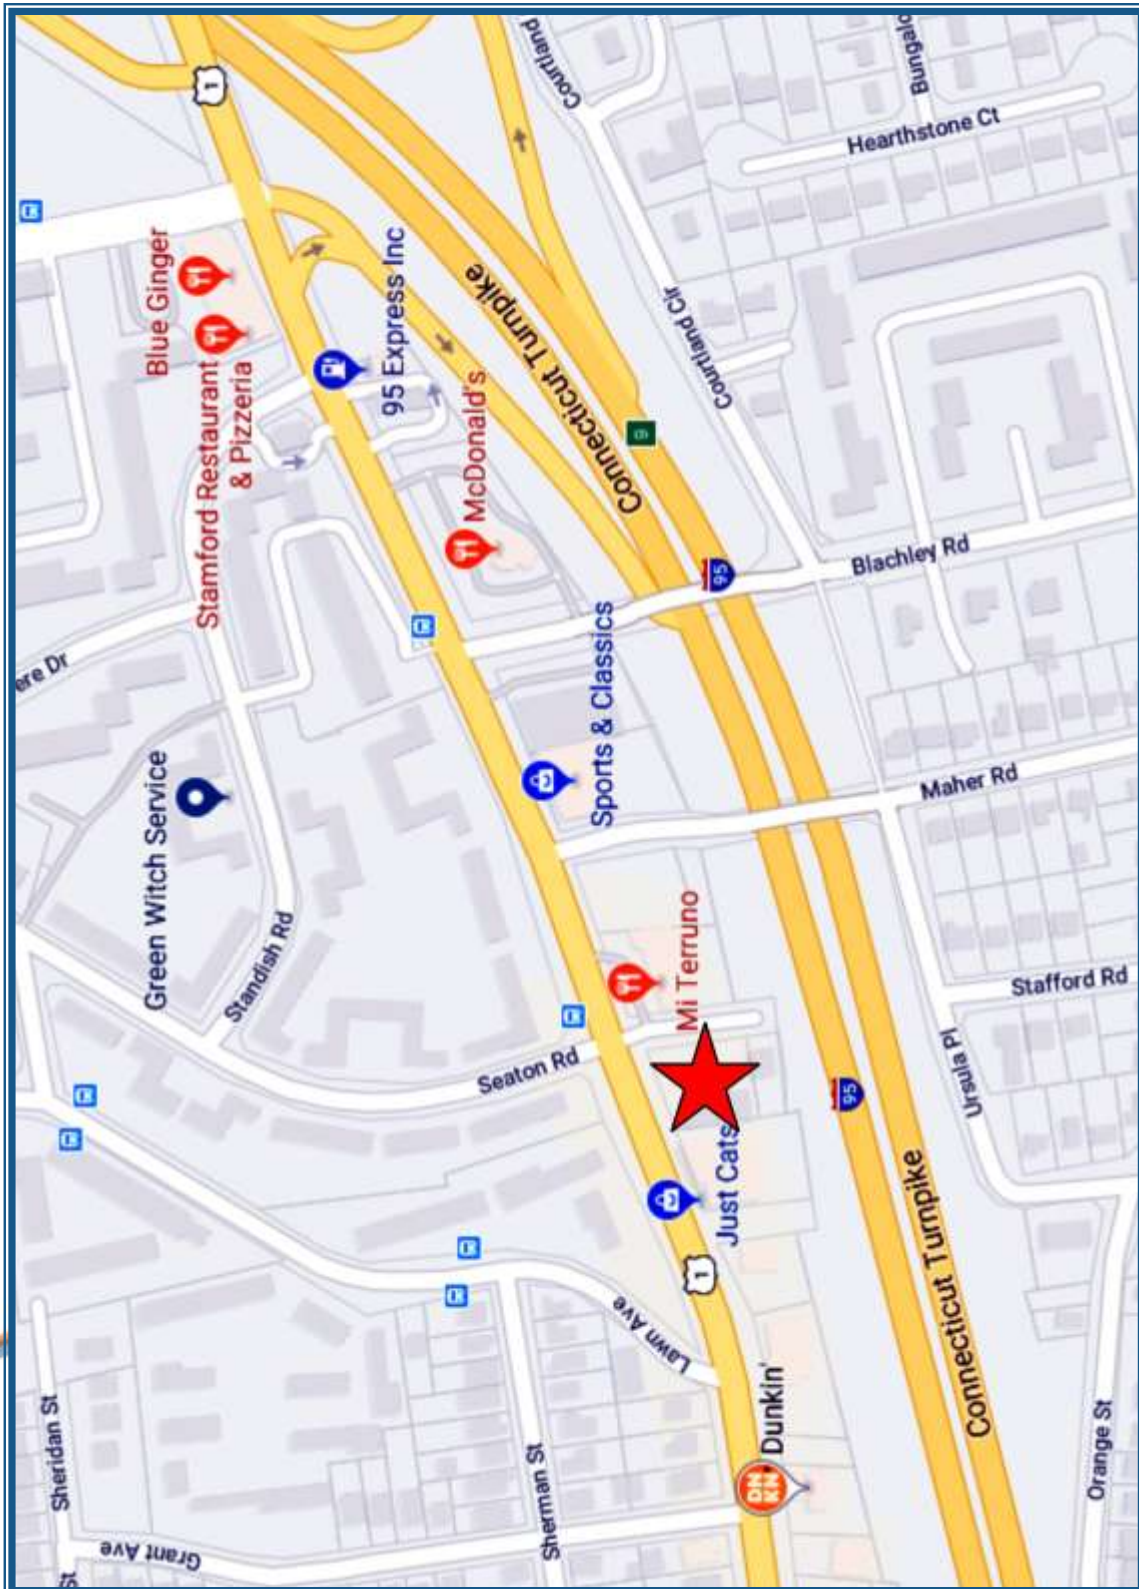 ere Dr
Sheridan St
St
Grant Ave
Green Witch Service
Blue Ginger
1
Stamford Restaurant
& Pizzeria
Standish Rd
95 Express Inc
McDonald's
Seaton Rd
Sherman St
Connecticut Turnpike
Courtland
Sports & Classics
Lawn Ave
Mi Terruno
9
1
Just Cats
Courtland Cir
95
DN
KN
Dunkin'
95
Hearthstone Ct
Bungalo
Blachley Rd
Maher Rd
Connecticut Turnpike
Ursula Pl
Stafford Rd
Orange St